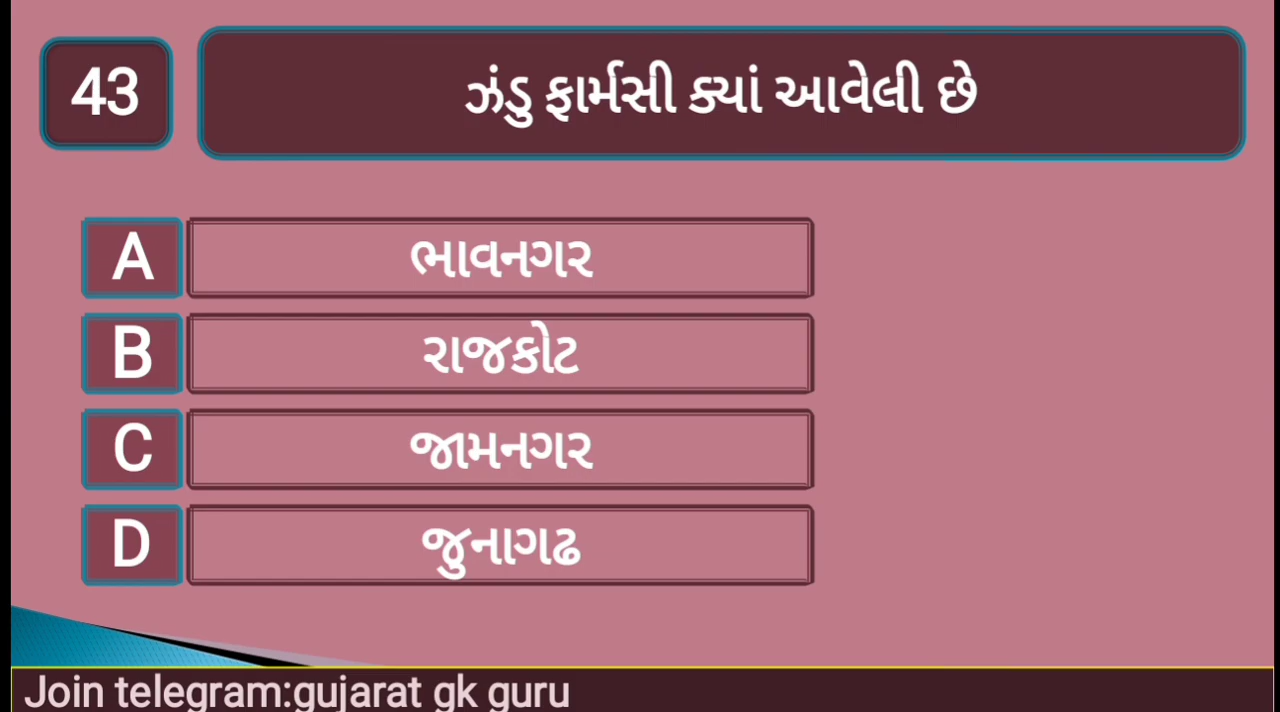 43
ઝંડુ ફાર્મસી ક્યાં આવેલી છે
A ભાવનગર
B રાજકોટ
C જામનગર
D જુનાગઢ
Join telegram:gujarat gk guru